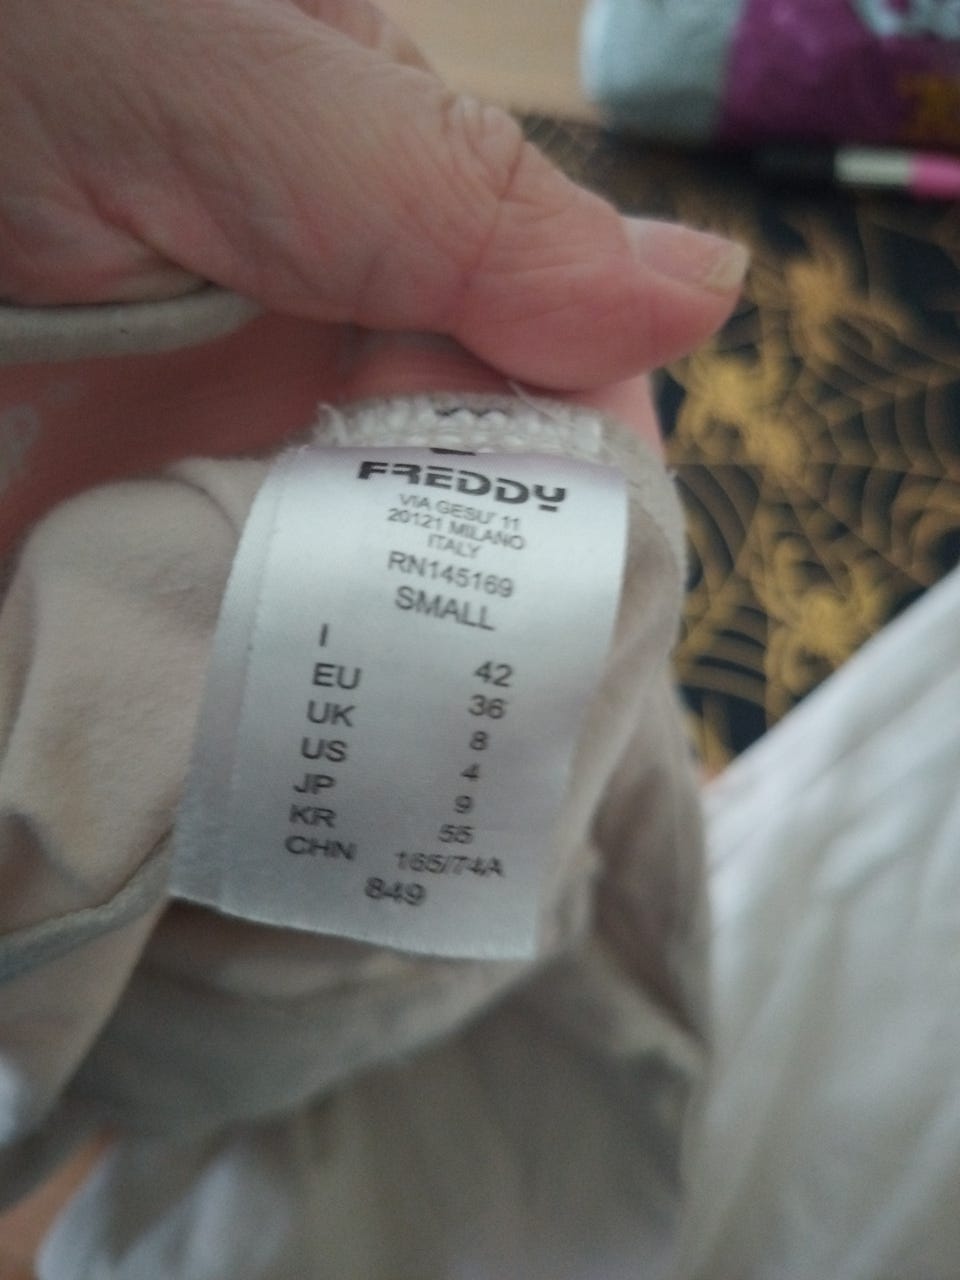 FREDDY
VIA GESU' 11
20121 MILANO
ITALY
RN145169
SMALL
I 42
EU 36
UK 8
US 4
JP 9
KR 55
CHN 165/74A
849